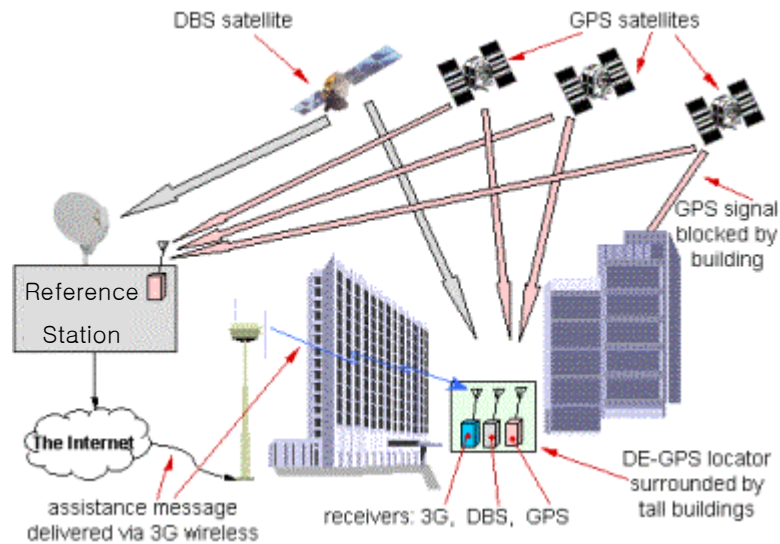 DBS satellite
GPS satellites
GPS signal
blocked by
building
Reference
Station
The Internet
assistance message
delivered via 3G wireless
receivers: 3G, DBS, GPS
DE-GPS locator
surrounded by
tall buildings